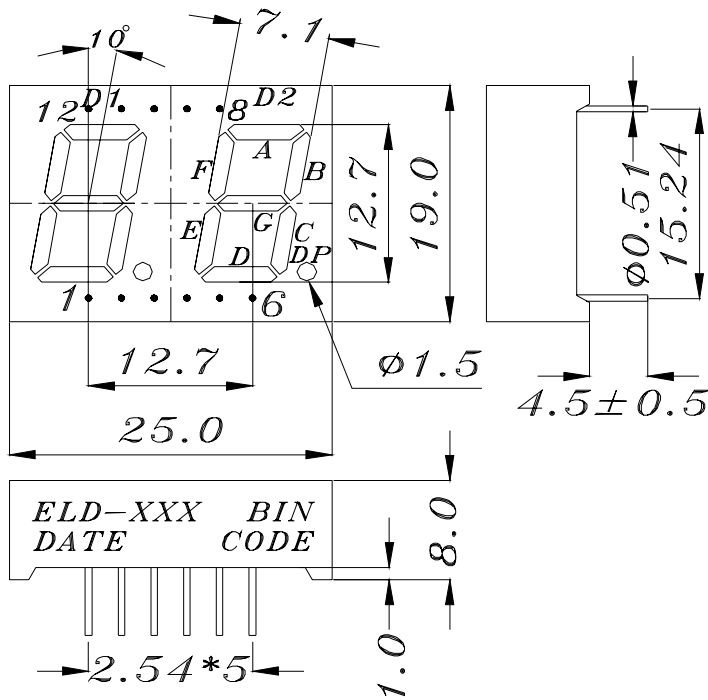 10°
7.1
12
D1
8
D2
A
F
B
E
G
C
D
DP
1
6
12.7
19.0
ϕ0.51
15.24
12.7
ϕ1.5
4.5±0.5
25.0
ELD-XXX BIN
DATE CODE
8.0
1.0
2.54*5